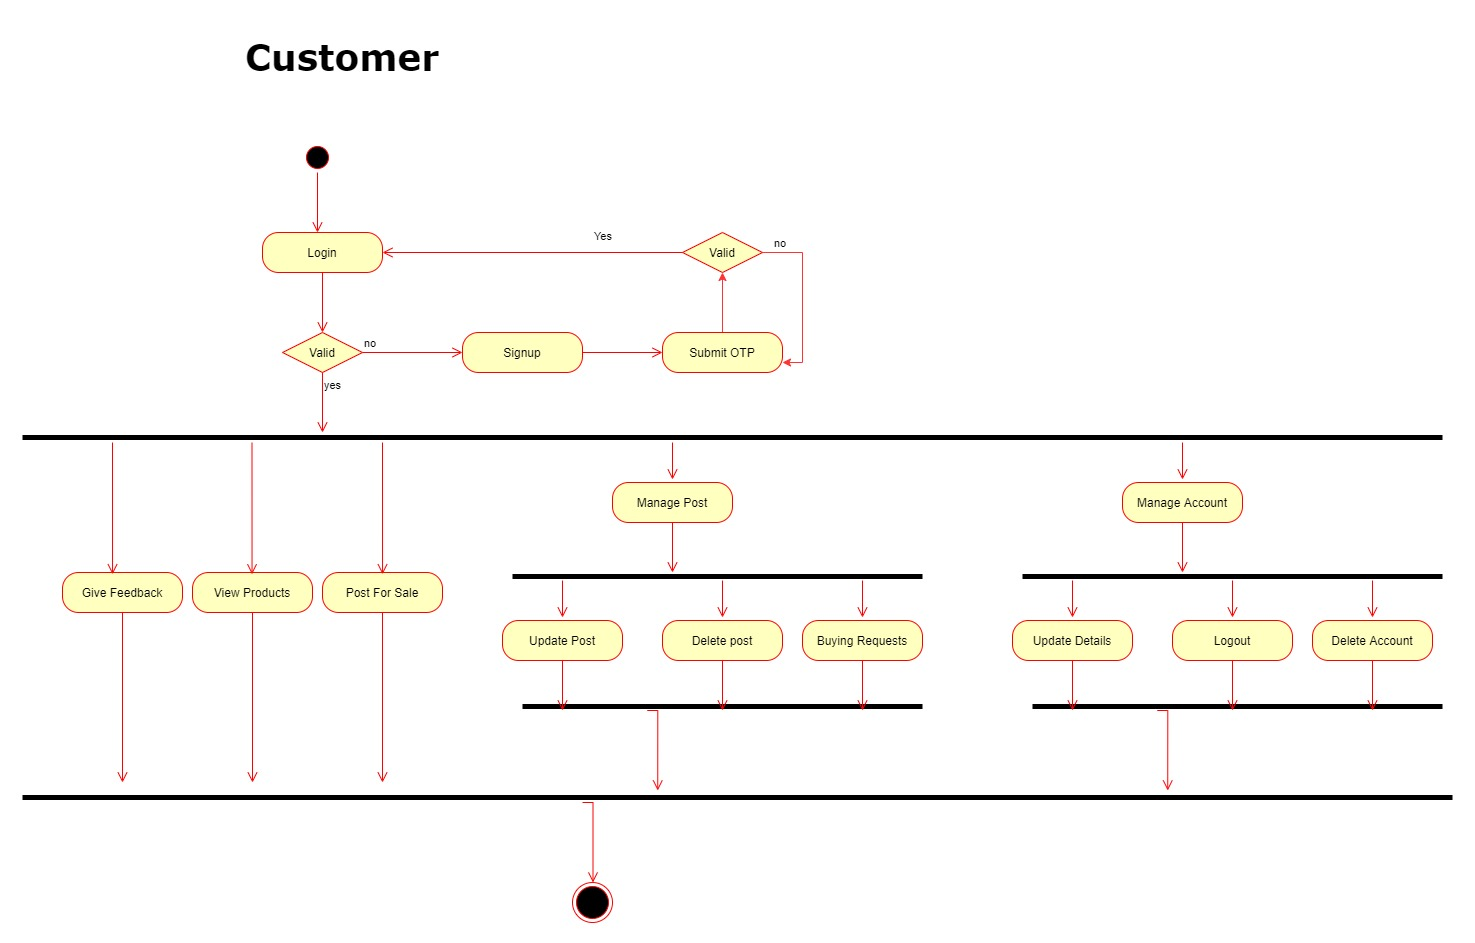 Customer
Login
Yes
Valid
no
Valid
no
Signup
Submit OTP
yes
Manage Post
Manage Account
Give Feedback
View Products
Post For Sale
Update Post
Delete post
Buying Requests
Update Details
Logout
Delete Account